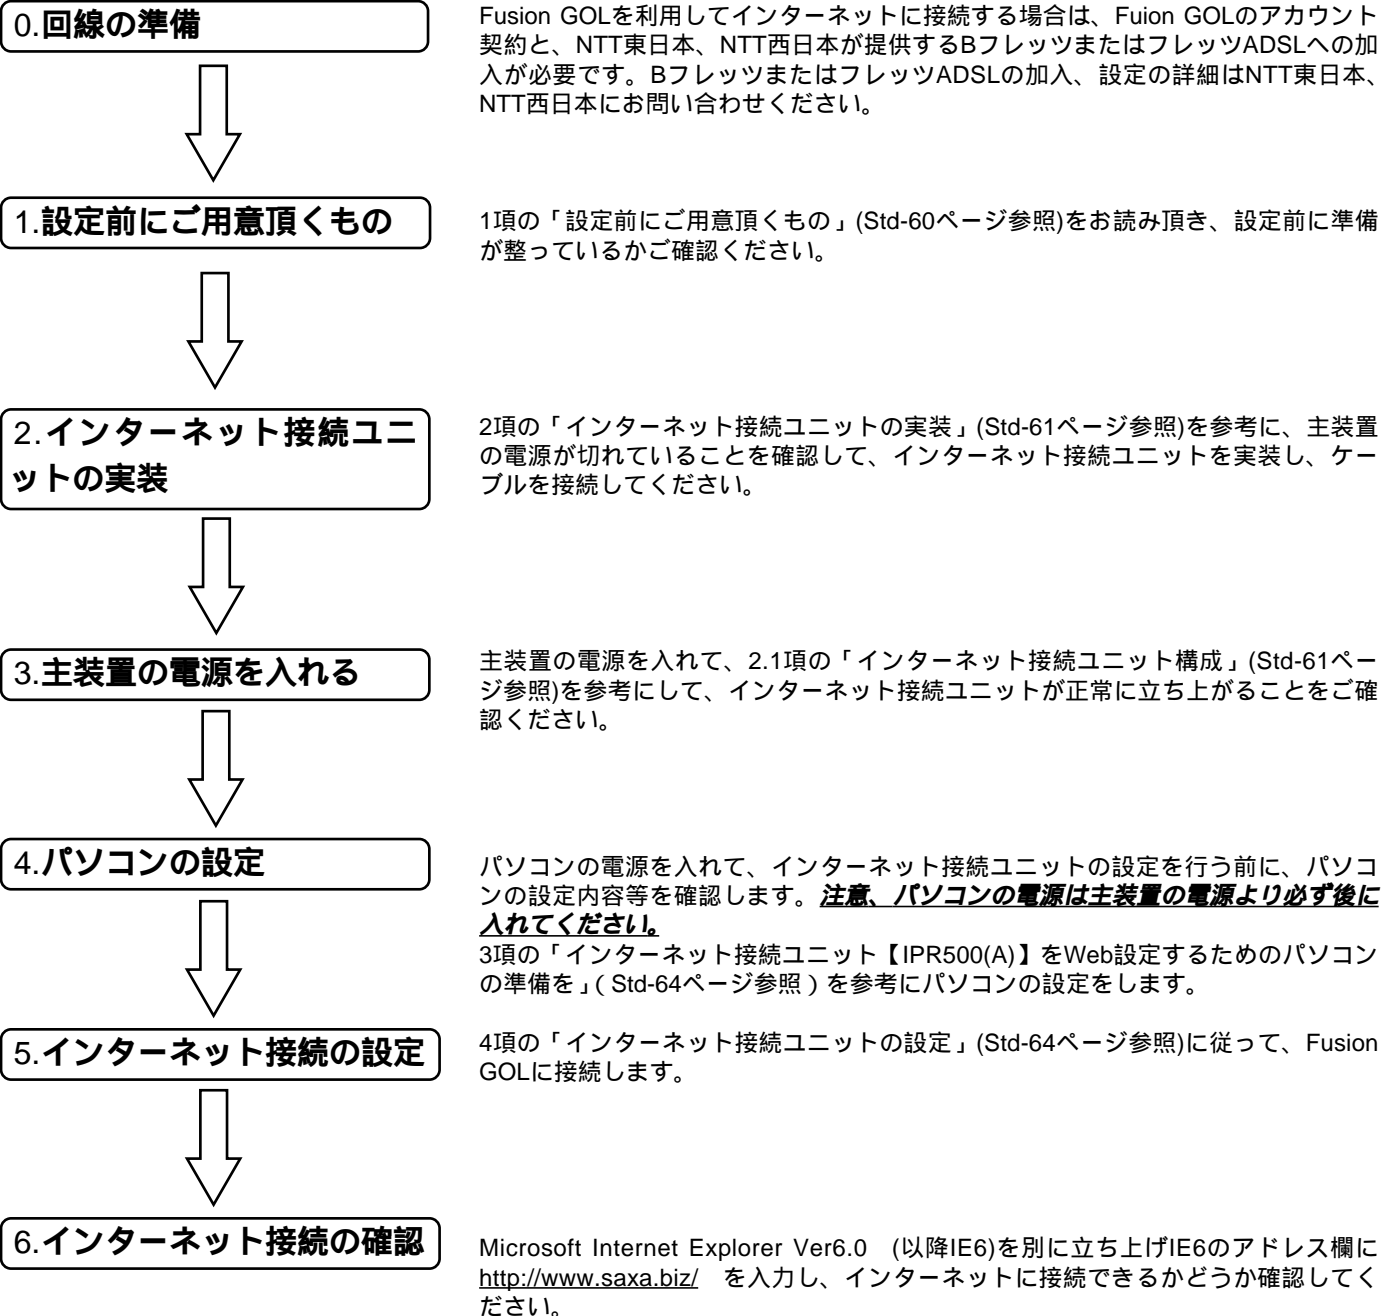 0.回線の準備
Fusion GOLを利用してインターネットに接続する場合は、Fuion GOLのアカウント
契約と、NTT東日本、NTT西日本が提供するBフレッツまたはフレッツADSLへの加
入が必要です。BフレッツまたはフレッツADSLの加入、設定の詳細はNTT東日本、
NTT西日本にお問い合わせください。
1.設定前にご用意頂くもの
1項の「設定前にご用意頂くもの」(Std-60ページ参照)をお読み頂き、設定前に準備
が整っているかご確認ください。
2.インターネット接続ユニ
ットの実装
2項の「インターネット接続ユニットの実装」(Std-61ページ参照)を参考に、主装置
の電源が切れていることを確認して、インターネット接続ユニットを実装し、ケー
ブルを接続してください。
3.主装置の電源を入れる
主装置の電源を入れて、2.1項の「インターネット接続ユニット構成」(Std-61ペー
ジ参照)を参考にして、インターネット接続ユニットが正常に立ち上がることをご確
認ください。
4.パソコンの設定
パソコンの電源を入れて、インターネット接続ユニットの設定を行う前に、パソコ
ンの設定内容等を確認します。注意、パソコンの電源は主装置の電源より必ず後に
入れてください。
3項の「インターネット接続ユニット【IPR500(A)】をWeb設定するためのパソコン
の準備を」(Std-64ページ参照)を参考にパソコンの設定をします。
5.インターネット接続の設定
4項の「インターネット接続ユニットの設定」(Std-64ページ参照)に従って、Fusion
GOLに接続します。
6.インターネット接続の確認
Microsoft Internet Explorer Ver6.0 (以降IE6)を別に立ち上げIE6のアドレス欄に
http://www.saxa.biz/ を入力し、インターネットに接続できるかどうか確認してく
ださい。